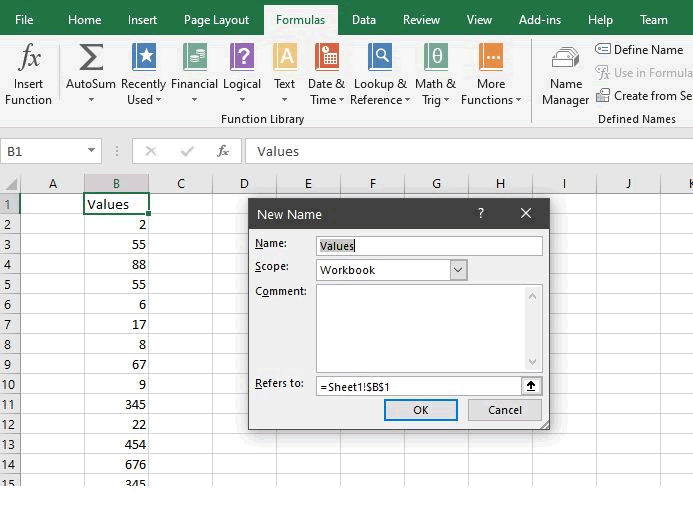 File Home Insert Page Layout Formulas Data Review View Add-ins Help Team
fx Σ ? A θ Define Name
Use in Formula
Insert AutoSum Recently Financial Logical Text Date & Lookup & Math & More Name Create from Se
Function Used Time Reference Trig Functions Manager
Function Library Defined Names
B1 fx Values
A B C D E F G H I J K
1 Values
2 2
3 55
4 88
5 55
6 6
7 17
8 8
9 67
10 9
11 345
12 22
13 454
14 676
15 345
New Name ?
Name: Values
Scope: Workbook
Comment:
Refers to: =Sheet1!$B$1
OK Cancel